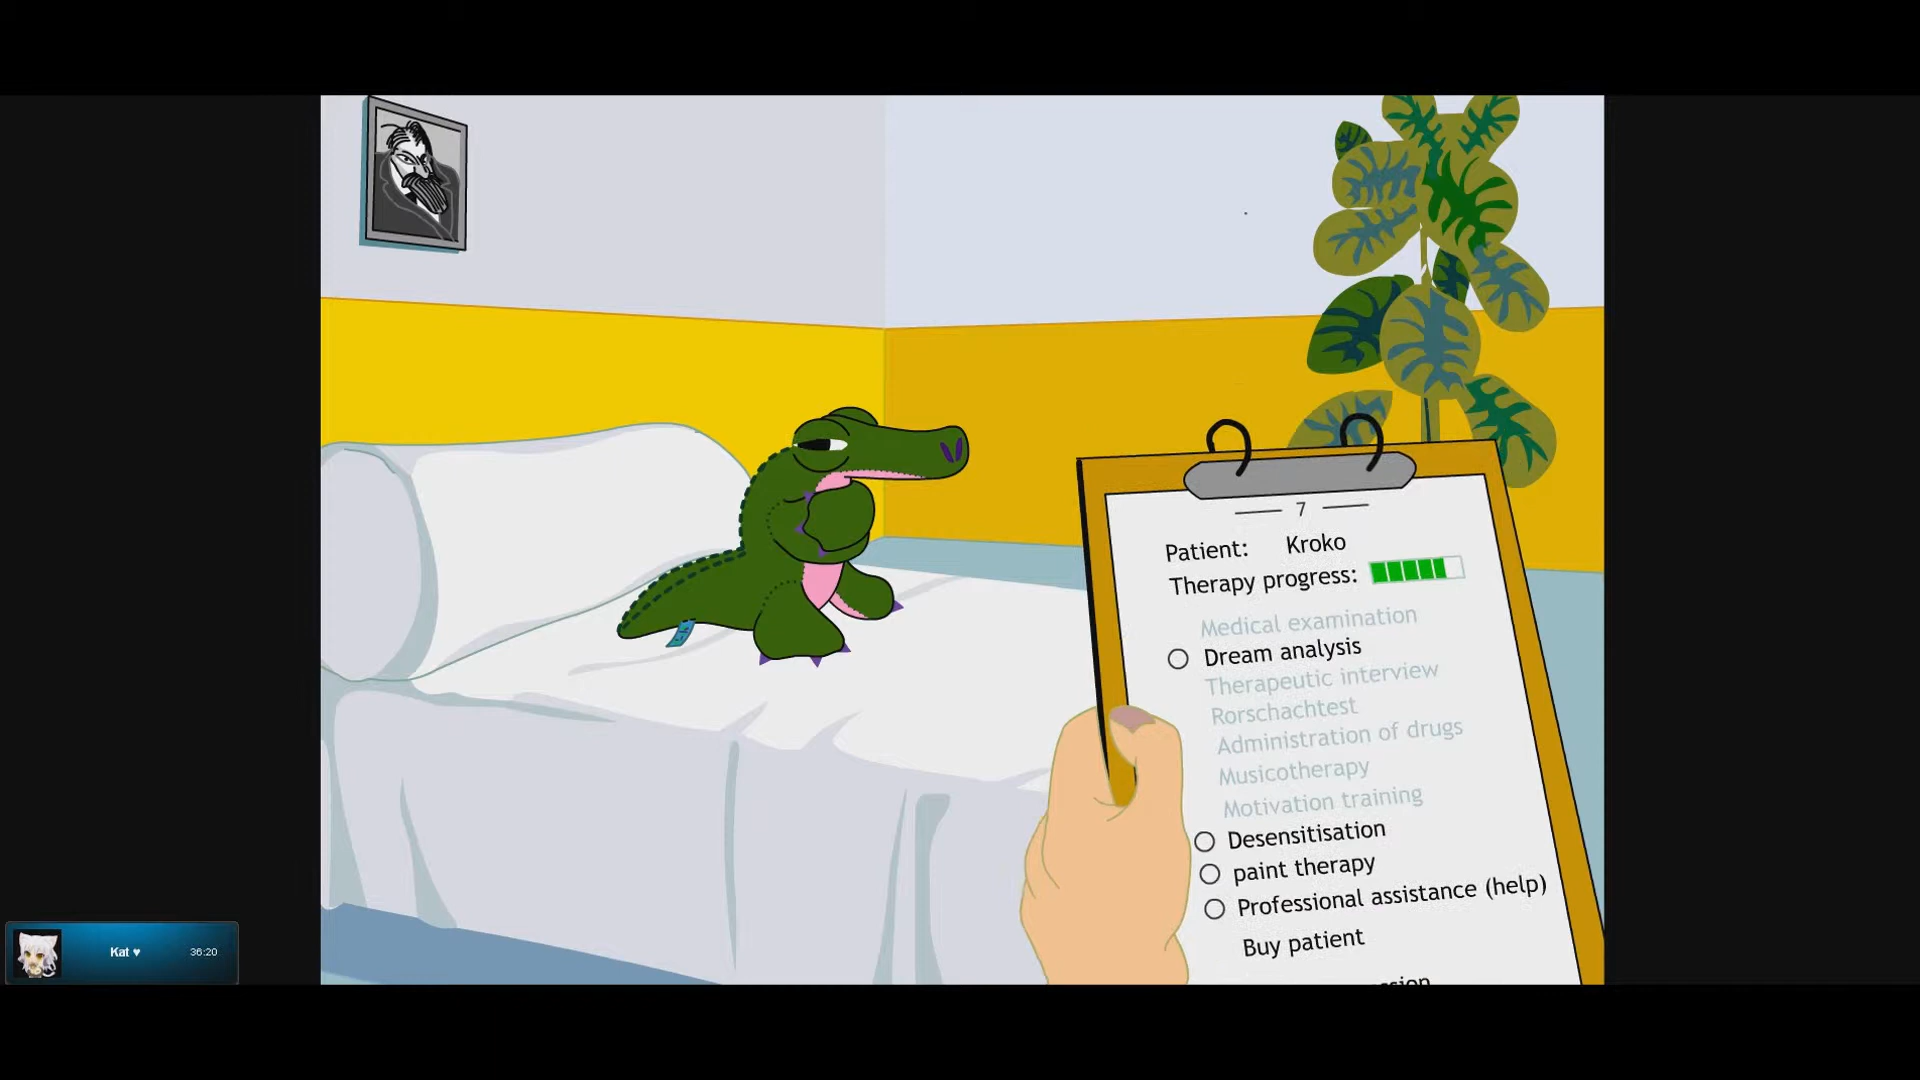 7
Patient: Kroko
Therapy progress:
Medical examination
Dream analysis
Therapeutic interview
Rorschachtest
Administration of drugs
Musicotherapy
Motivation training
Desensitisation
paint therapy
Professional assistance (help)
Buy patient
Kat ♥ 36:20